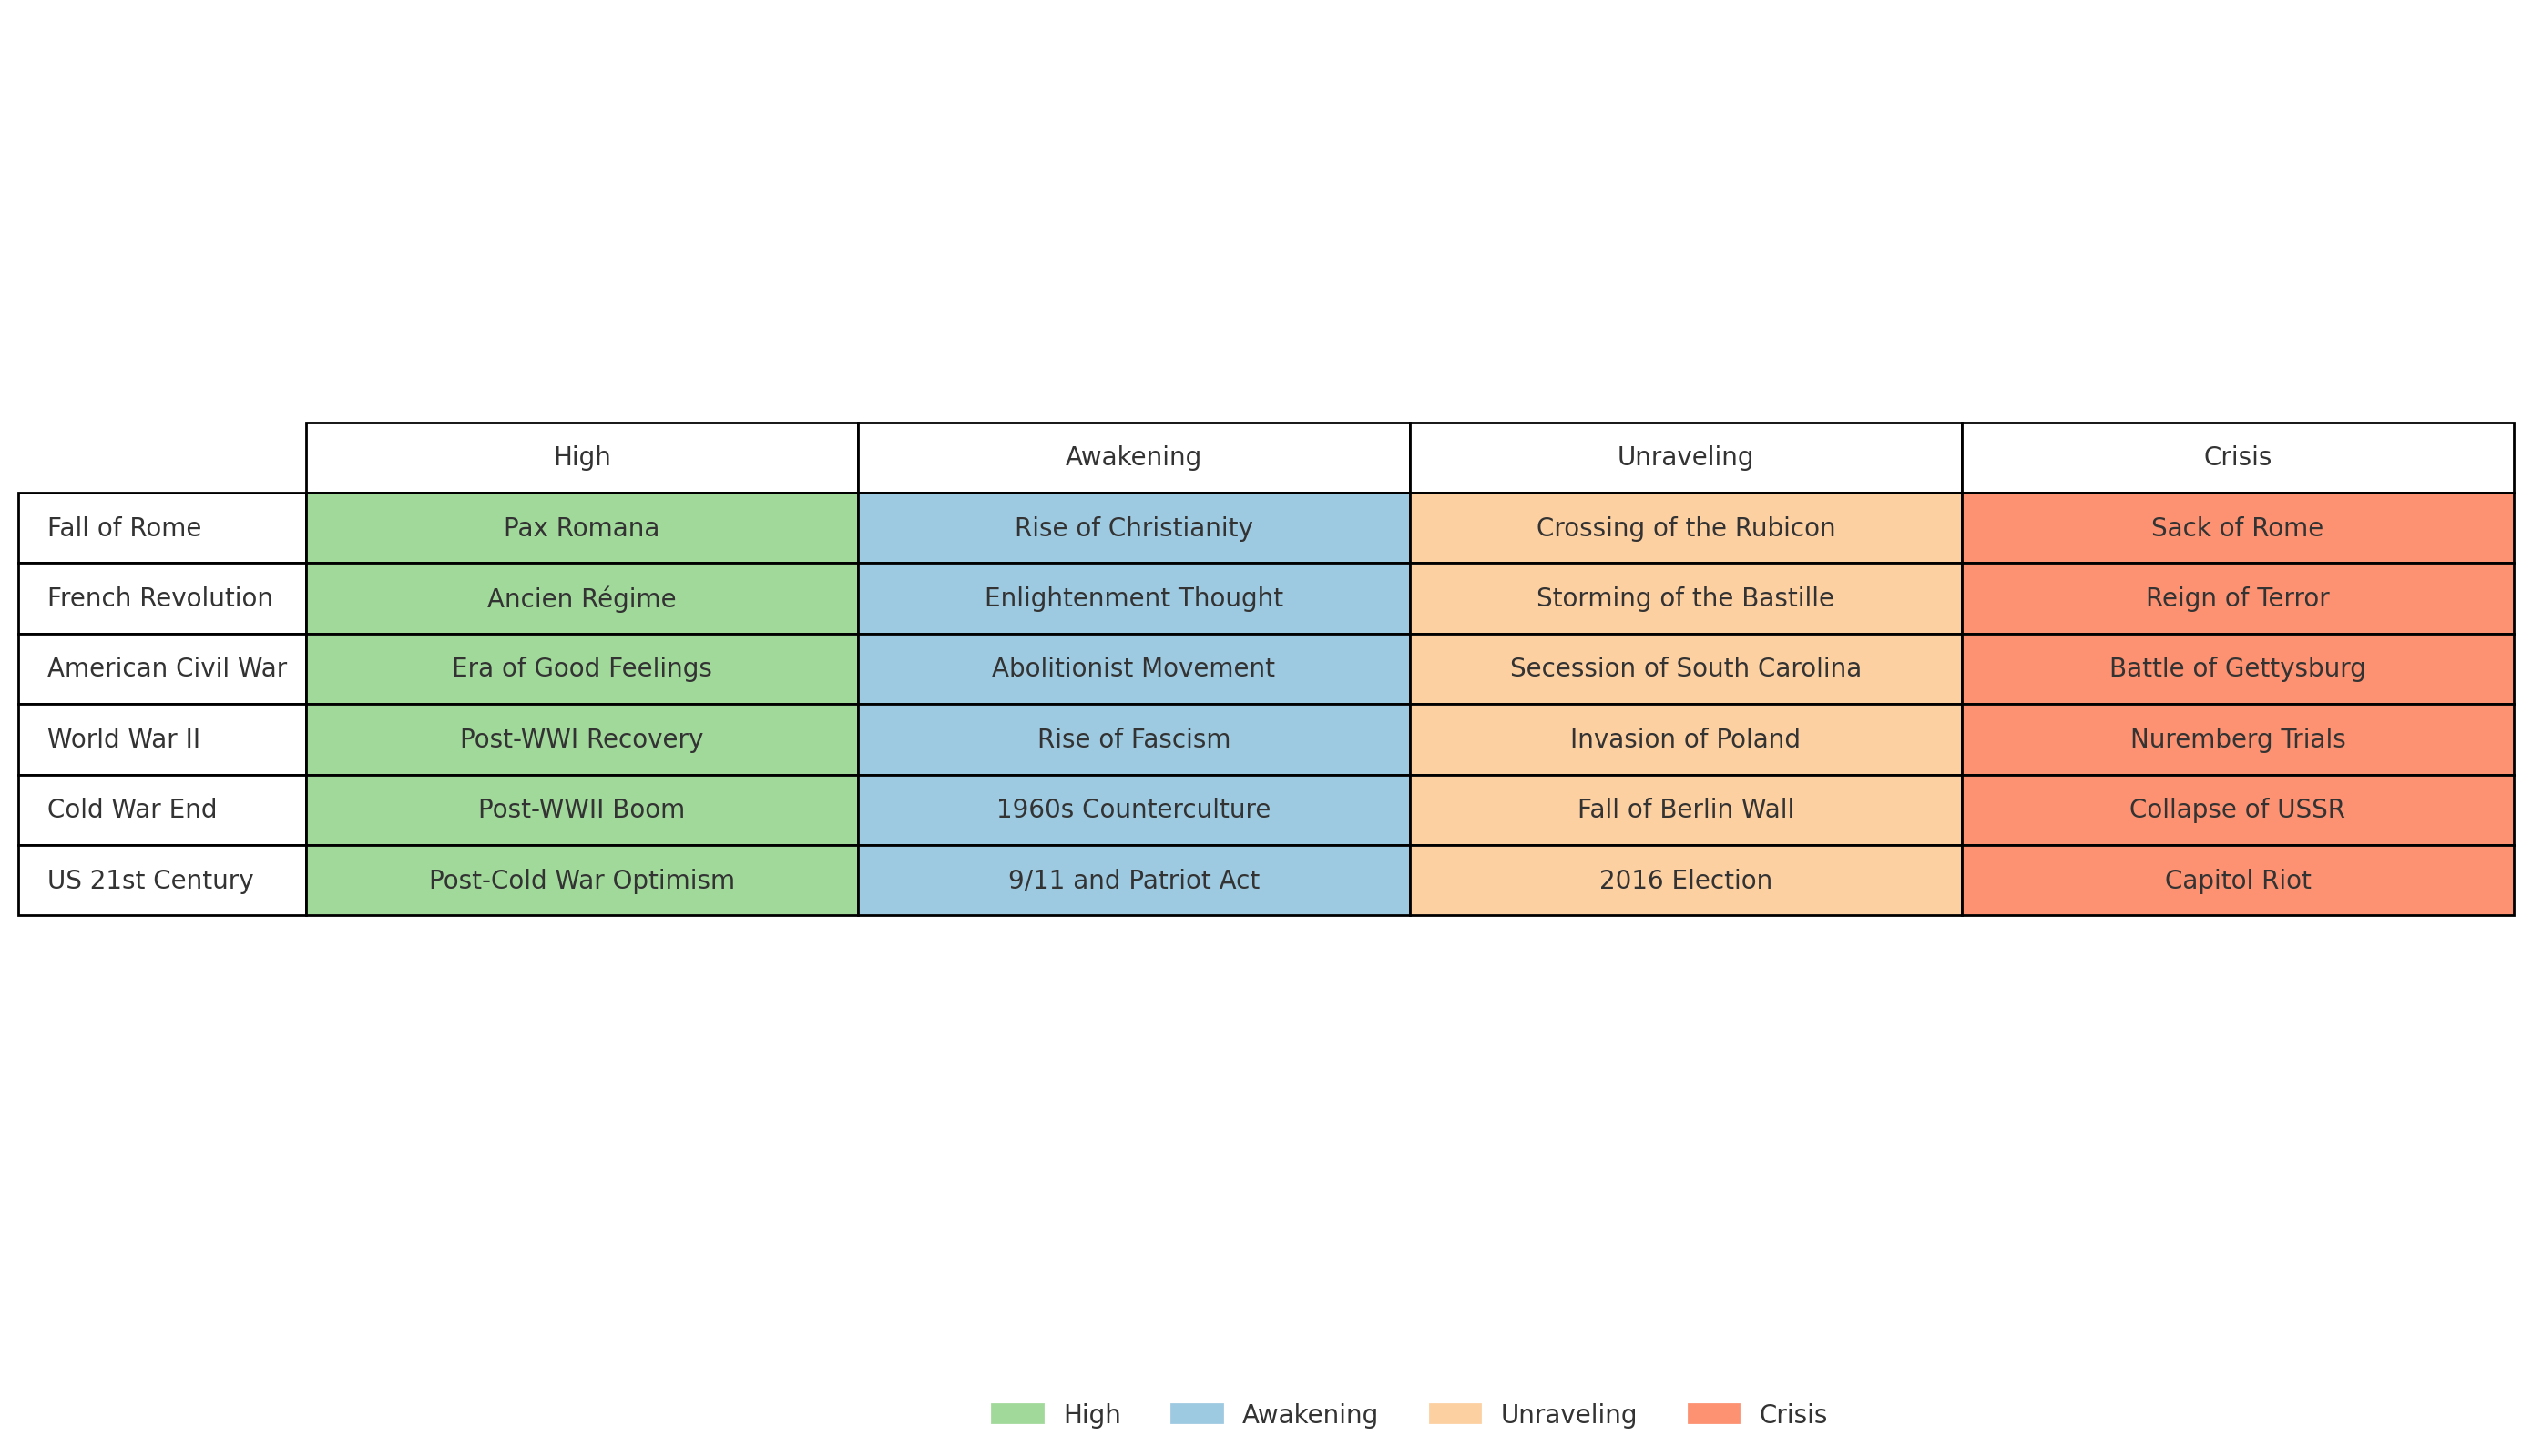 High Awakening Unraveling Crisis
Fall of Rome Pax Romana Rise of Christianity Crossing of the Rubicon Sack of Rome
French Revolution Ancien Régime Enlightenment Thought Storming of the Bastille Reign of Terror
American Civil War Era of Good Feelings Abolitionist Movement Secession of South Carolina Battle of Gettysburg
World War II Post-WWI Recovery Rise of Fascism Invasion of Poland Nuremberg Trials
Cold War End Post-WWII Boom 1960s Counterculture Fall of Berlin Wall Collapse of USSR
US 21st Century Post-Cold War Optimism 9/11 and Patriot Act 2016 Election Capitol Riot
High Awakening Unraveling Crisis